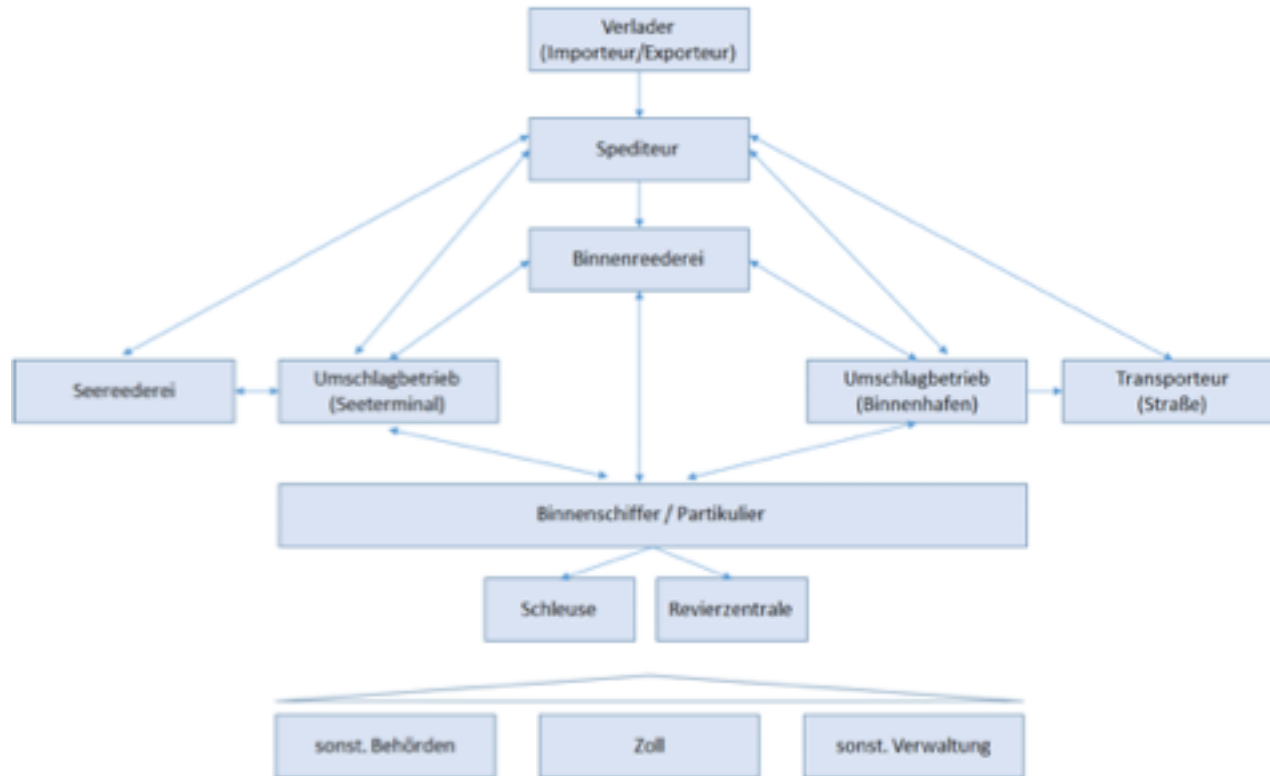 Verlader
(Importeur/Exporteur)
Spediteur
Binnenreederei
Seereederei
Umschlagbetrieb
(Seeterminal)
Umschlagbetrieb
(Binnenhafen)
Transporteur
(Straße)
Binnenschiffer / Partikulier
Schleuse
Revierzentrale
sonst. Behörden
Zoll
sonst. Verwaltung